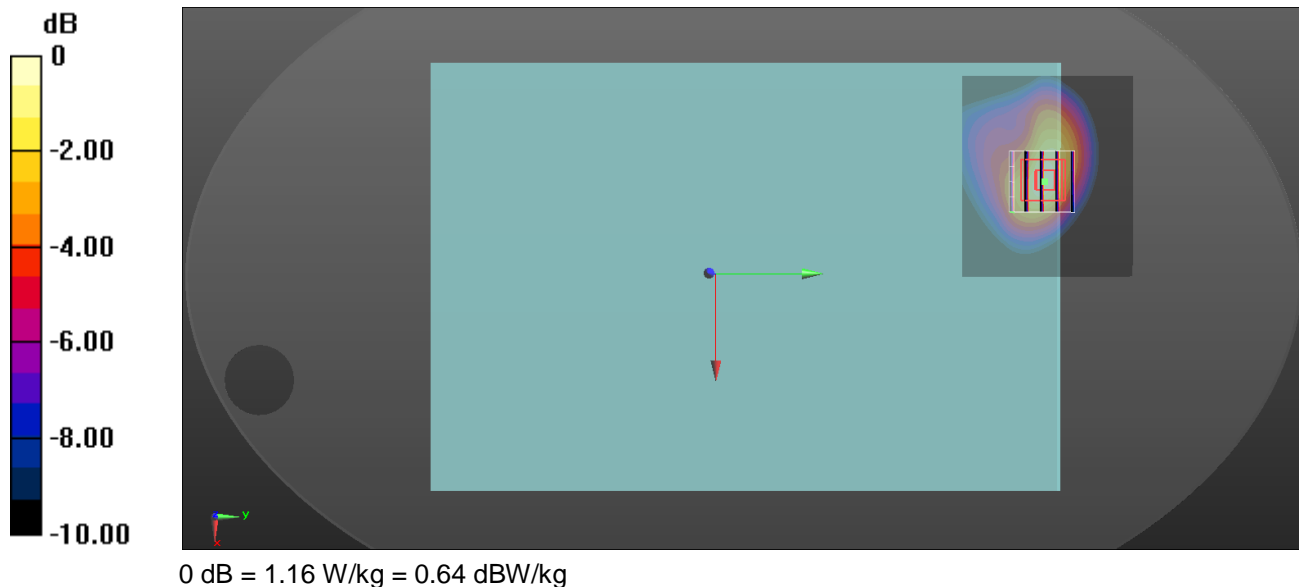 dB
0
-2.00
-4.00
-6.00
-8.00
-10.00
y
x
0 dB = 1.16 W/kg = 0.64 dBW/kg